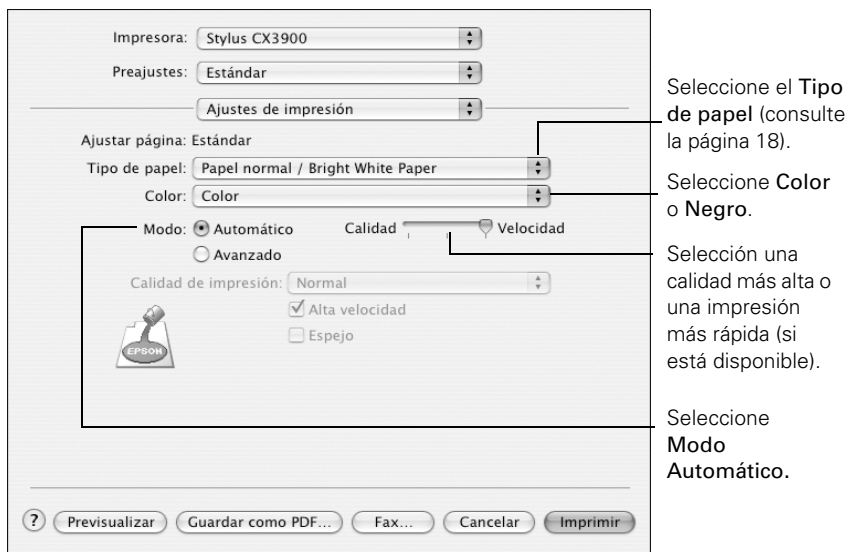 Impresora: Stylus CX3900
Preajustes: Estándar
Ajustes de impresión
Ajustar página: Estándar
Tipo de papel: Papel normal / Bright White Paper
Color: Color
Modo: Automático Calidad Velocidad
Avanzado
Calidad de impresión: Normal
Alta velocidad
Espejo
EPSON
? Previsualizar Guardar como PDF... Fax... Cancelar Imprimir
Seleccione el Tipo
de papel (consulte
la página 18).
Seleccione Color
o Negro.
Selección una
calidad más alta o
una impresión
más rápida (si
está disponible).
Seleccione
Modo
Automático.